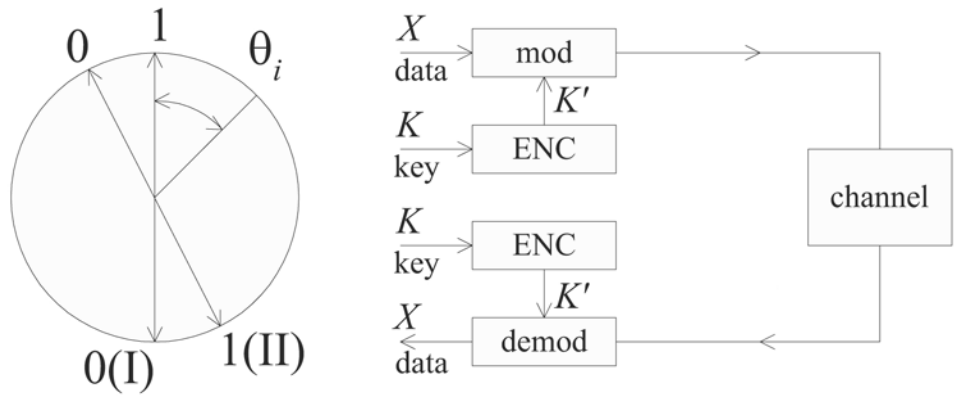 0
1
θi
0(I)
1(II)
X
data
mod
K'
K
key
ENC
channel
K
key
ENC
K'
X
data
demod